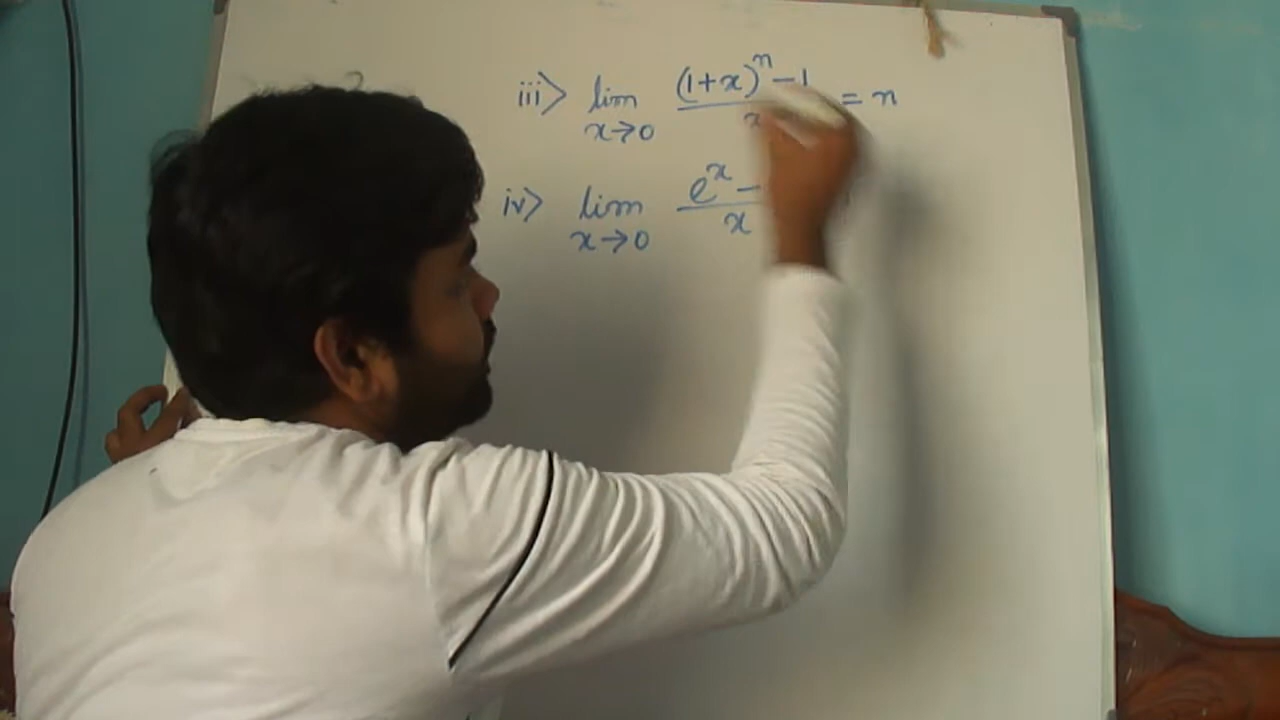 iii> lim x→0 (1+x)^n -1 / x = n
iv> lim x→0 e^x - / x